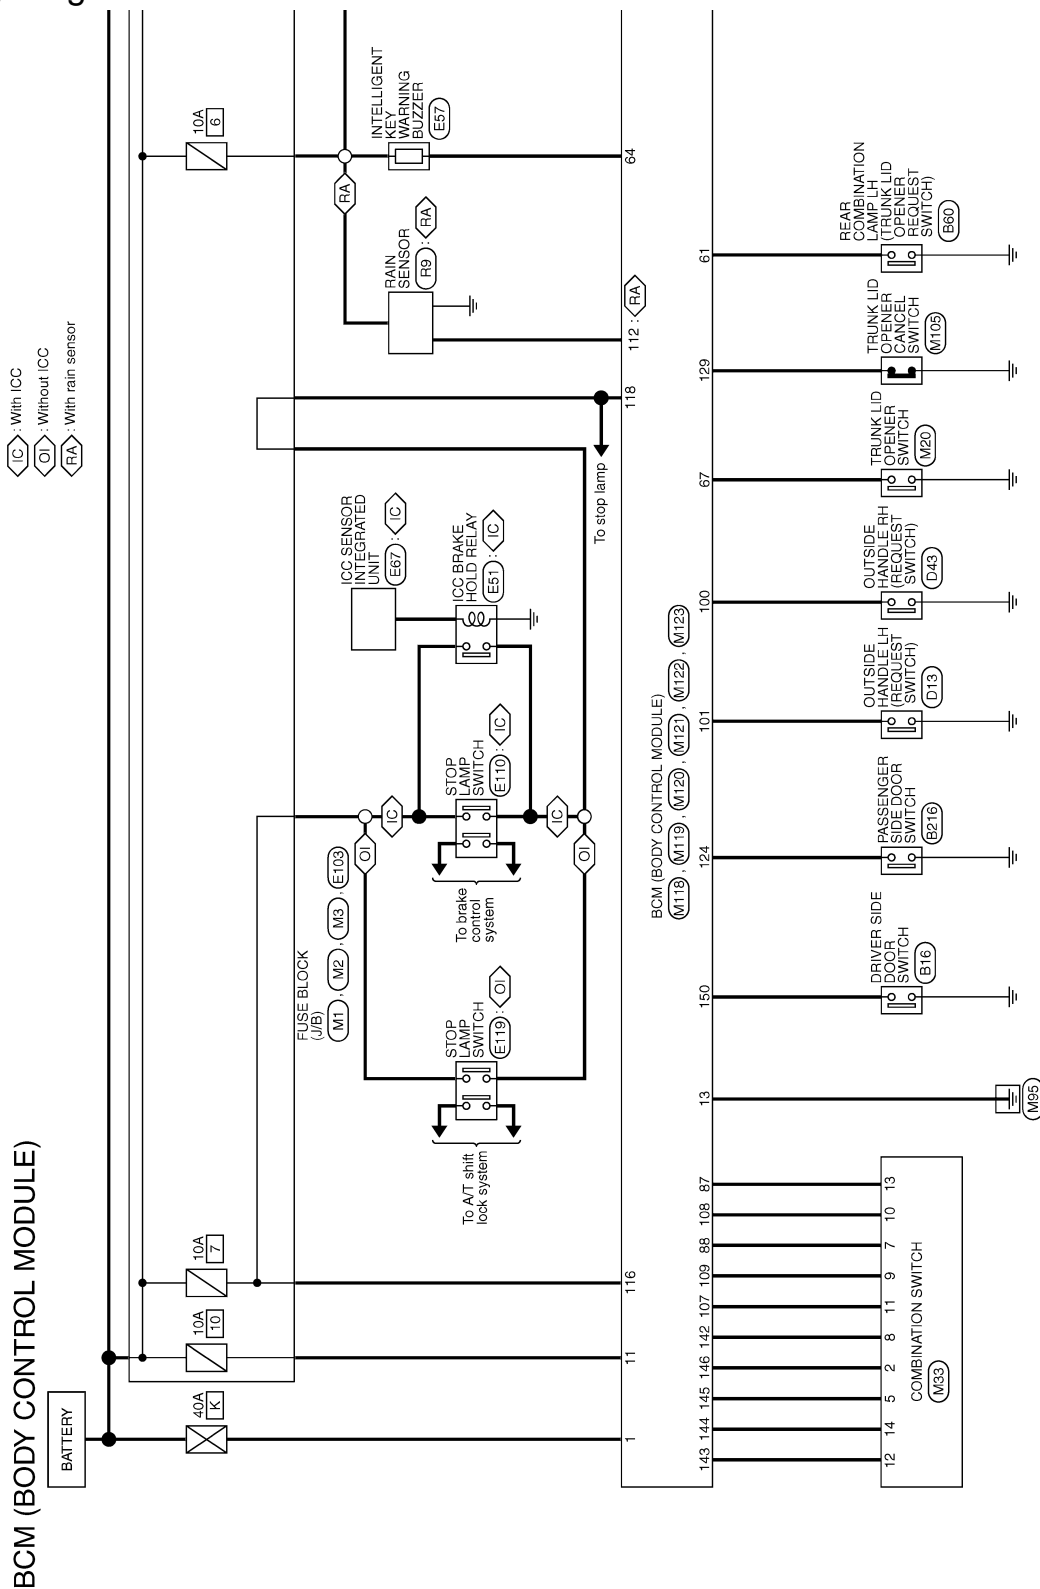 BCM (BODY CONTROL MODULE)
IC : With ICC
OI : Without ICC
RA : With rain sensor
BATTERY
40A
K
10A
10
10A
7
10A
6
FUSE BLOCK
(J/B)
M1 , M2 , M3 , E103
To A/T shift
lock system
STOP
LAMP
SWITCH
E119 : OI
OI
IC
To brake
control
system
STOP
LAMP
SWITCH
E110 : IC
IC
OI
ICC SENSOR
INTEGRATED
UNIT
E67 : IC
ICC BRAKE
HOLD RELAY
E51 : IC
To stop lamp
RAIN
SENSOR
R9 : RA
RA
INTELLIGENT
KEY
WARNING
BUZZER
E57
1
11
116
118
112 : RA
64
BCM (BODY CONTROL MODULE)
M118 , M119 , M120 , M121 , M122 , M123
143
144
145
146
142
107
109
88
108
87
13
150
124
101
100
67
129
61
12
14
5
2
8
11
9
7
10
13
COMBINATION SWITCH
M33
M95
DRIVER SIDE
DOOR
SWITCH
B16
PASSENGER
SIDE DOOR
SWITCH
B216
OUTSIDE
HANDLE LH
(REQUEST
SWITCH)
D13
OUTSIDE
HANDLE RH
(REQUEST
SWITCH)
D43
TRUNK LID
OPENER
SWITCH
M20
TRUNK LID
OPENER
CANCEL
SWITCH
M105
REAR
COMBINATION
LAMP LH
(TRUNK LID
OPENER
REQUEST
SWITCH)
B60